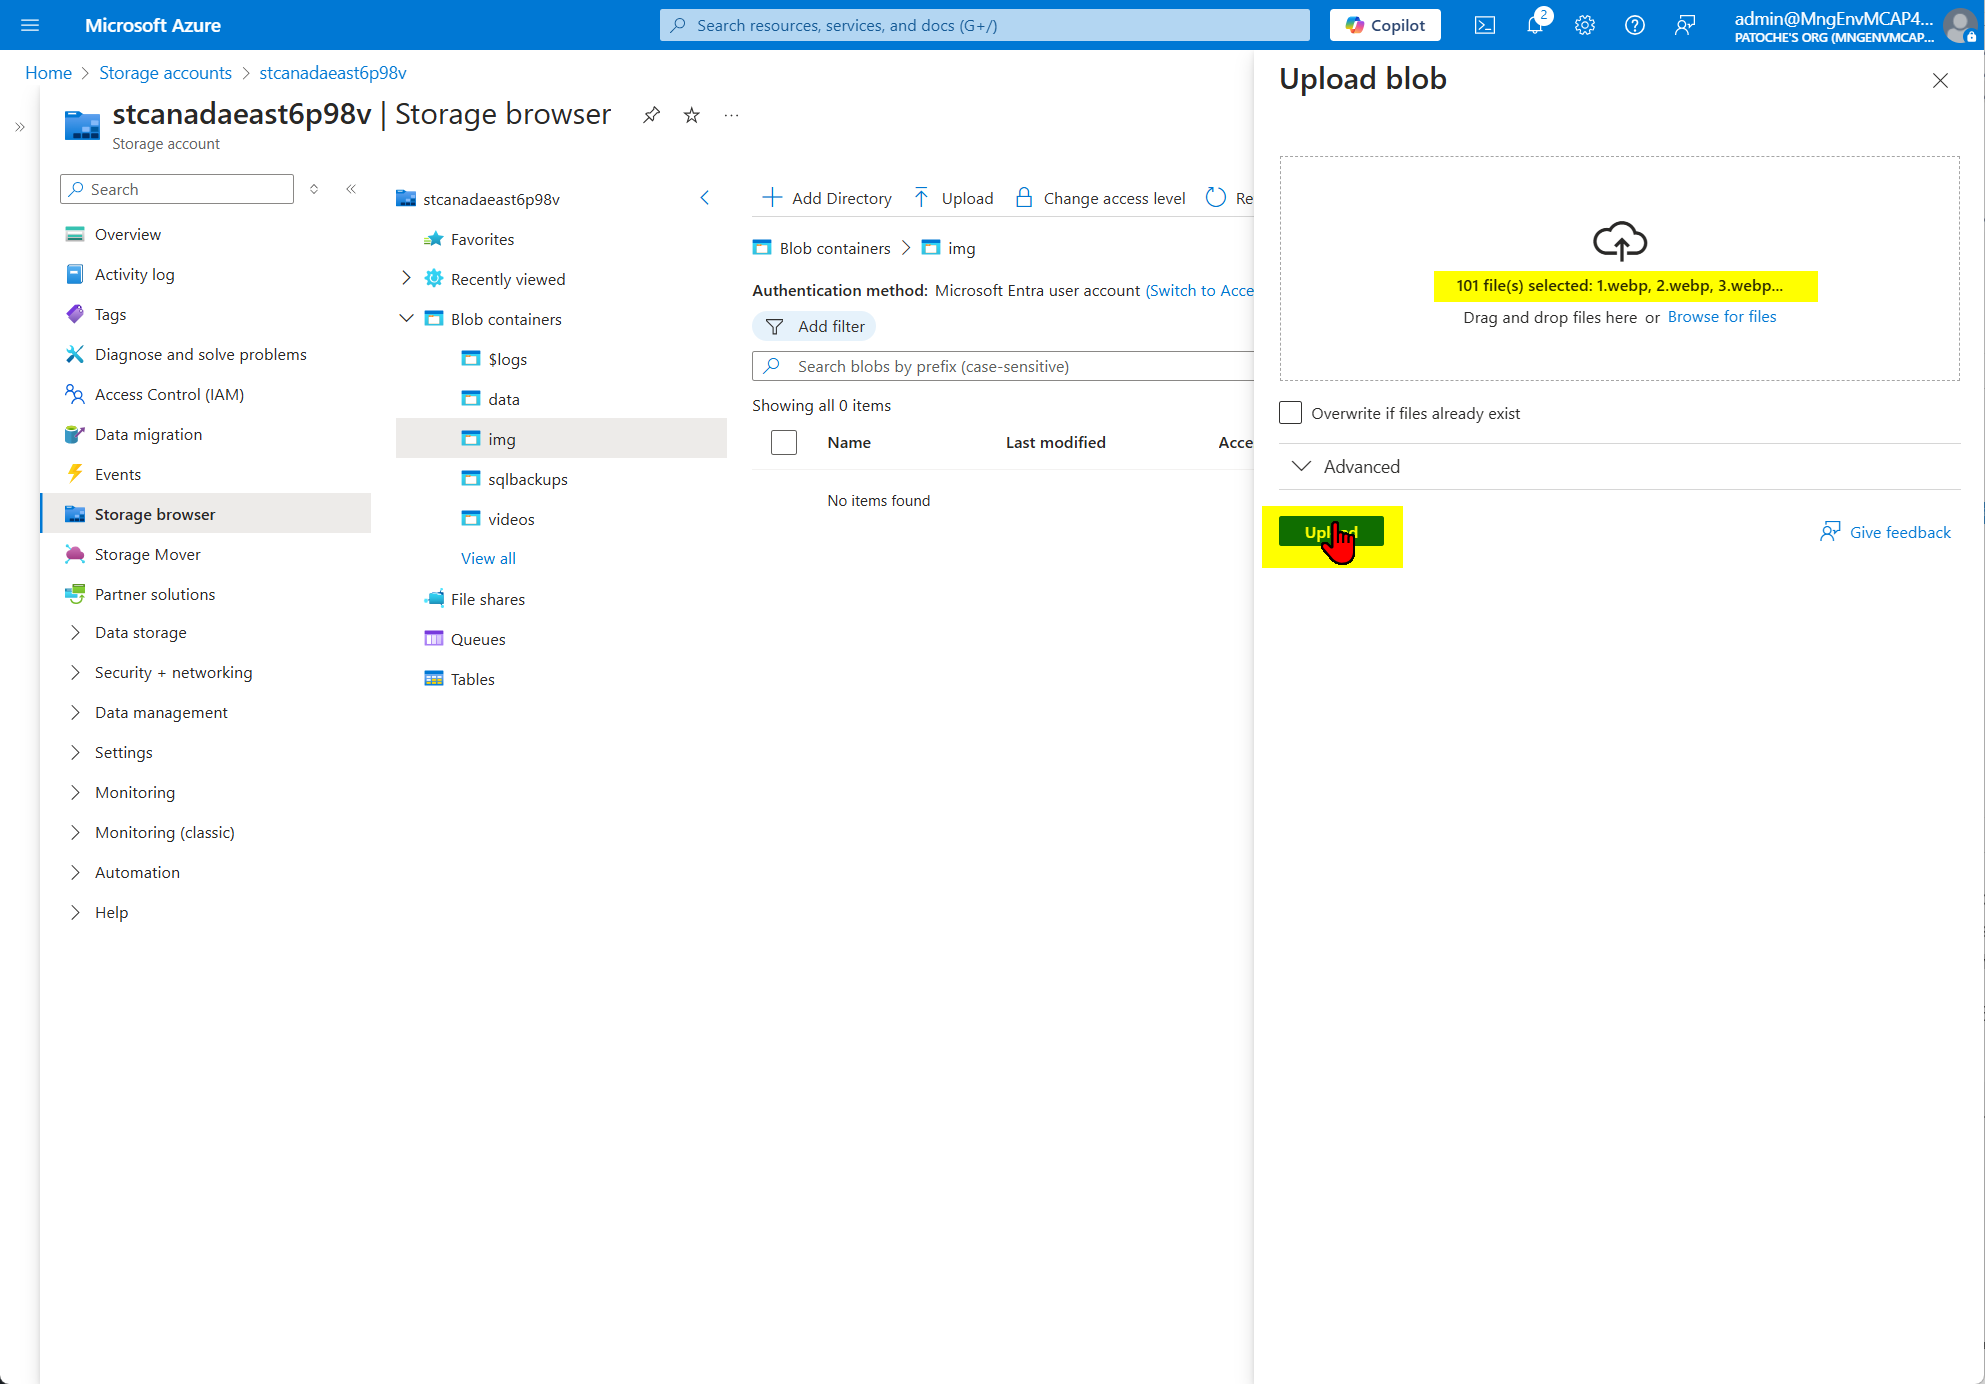 Microsoft Azure
Search resources, services, and docs (G+/)
Copilot
2
admin@MngEnvMCAP4...
PATOCHE'S ORG (MNGENVMCAP...
Home > Storage accounts > stcanadaeast6p98v
stcanadaeast6p98v | Storage browser
Storage account
Search
Overview
Activity log
Tags
Diagnose and solve problems
Access Control (IAM)
Data migration
Events
Storage browser
Storage Mover
Partner solutions
Data storage
Security + networking
Data management
Settings
Monitoring
Monitoring (classic)
Automation
Help
stcanadaeast6p98v
Favorites
Recently viewed
Blob containers
$logs
data
img
sqlbackups
videos
View all
File shares
Queues
Tables
Add Directory
Upload
Change access level
Re
Blob containers > img
Authentication method: Microsoft Entra user account (Switch to Acce
Add filter
Search blobs by prefix (case-sensitive)
Showing all 0 items
Name Last modified Acce
No items found
Upload blob
101 file(s) selected: 1.webp, 2.webp, 3.webp...
Drag and drop files here or Browse for files
Overwrite if files already exist
Advanced
Upload
Give feedback